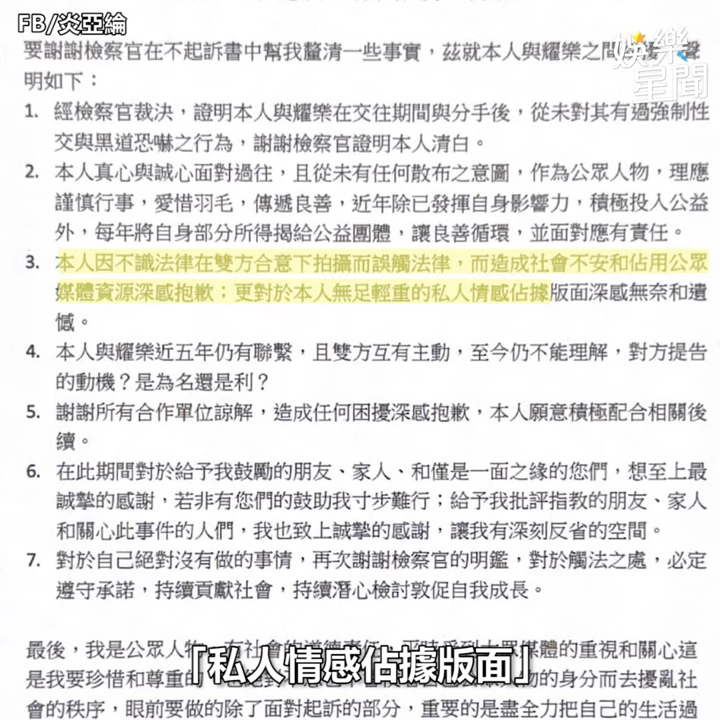 FB/炎亞綸
娛樂星聞
要謝謝檢察官在不起訴書中幫我釐清一些事實，茲就本人與耀樂之間 聲
明如下：
1. 經檢察官裁決，證明本人與耀樂在交往期間與分手後，從未對其有過強制性
交與黑道恐嚇之行為，謝謝檢察官證明本人清白。
2. 本人真心與誠心面對過往，且從未有任何散布之意圖，作為公眾人物，理應
謹慎行事，愛惜羽毛，傳遞良善，近年除已發揮自身影響力，積極投入公益
外，每年將自身部分所得捐給公益團體，讓良善循環，並面對應有責任。
3. 本人因不識法律在雙方合意下拍攝而誤觸法律，而造成社會不安和佔用公眾
媒體資源深感抱歉；更對於本人無足輕重的私人情感佔據版面深感無奈和遺
憾。
4. 本人與耀樂近五年仍有聯繫，且雙方互有主動，至今仍不能理解，對方提告
的動機？是為名還是利？
5. 謝謝所有合作單位諒解，造成任何困擾深感抱歉，本人願意積極配合相關後
續。
6. 在此期間對於給予我鼓勵的朋友、家人、和僅是一面之緣的您們，想至上最
誠摯的感謝，若非有您們的鼓助我寸步難行；給予我批評指教的朋友、家人
和關心此事件的人們，我也致上誠摯的感謝，讓我有深刻反省的空間。
7. 對於自己絕對沒有做的事情，再次謝謝檢察官的明鑑，對於觸法之處，必定
遵守承諾，持續貢獻社會，持續潛心檢討敦促自我成長。
最後，我是公眾人物 媒體的重視和關心這
是我要珍惜和尊重的 的身分而去擾亂社
「私人情感佔據版面」
會的秩序，眼前要做的除了面對起訴的部分，重要的是盡全力把自己的生活過